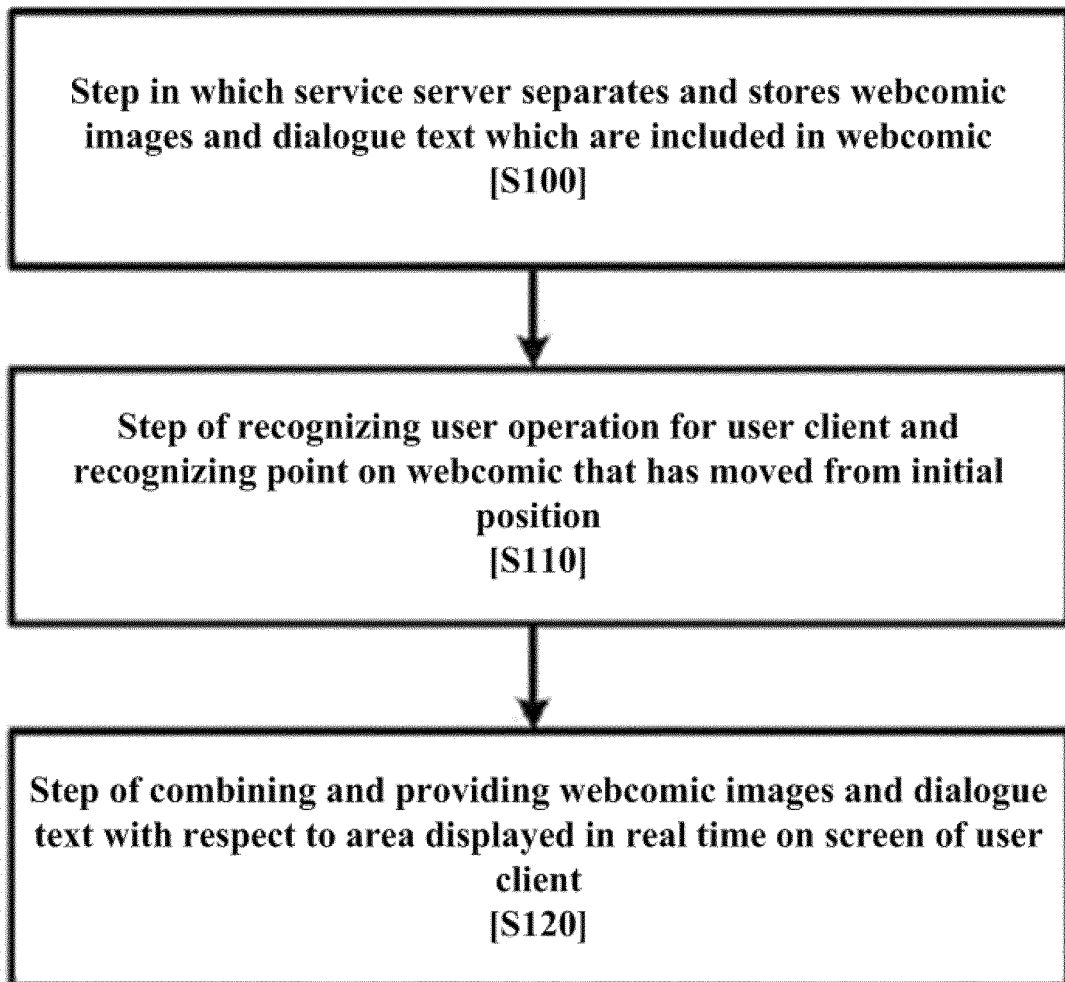 Step in which service server separates and stores webcomic
images and dialogue text which are included in webcomic
[S100]
Step of recognizing user operation for user client and
recognizing point on webcomic that has moved from initial
position
[S110]
Step of combining and providing webcomic images and dialogue
text with respect to area displayed in real time on screen of user
client
[S120]